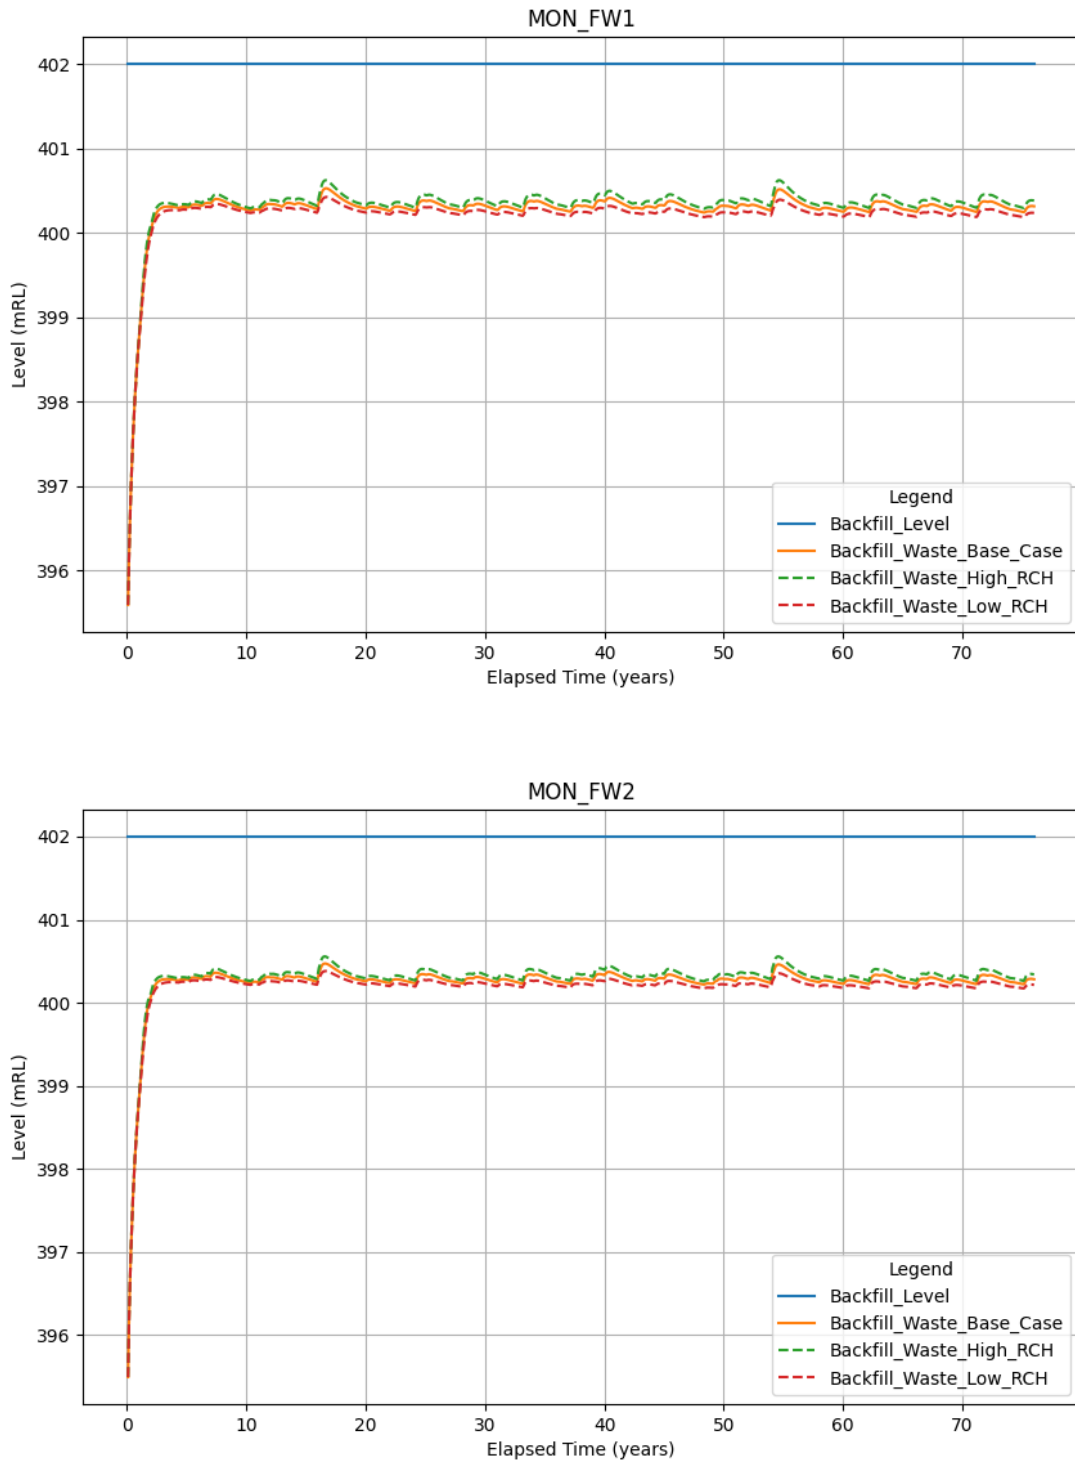 MON_FW1
402
401
400
399
398
397
396
Level (mRL)
Legend
Backfill_Level
Backfill_Waste_Base_Case
Backfill_Waste_High_RCH
Backfill_Waste_Low_RCH
0 10 20 30 40 50 60 70
Elapsed Time (years)
MON_FW2
402
401
400
399
398
397
396
Level (mRL)
Legend
Backfill_Level
Backfill_Waste_Base_Case
Backfill_Waste_High_RCH
Backfill_Waste_Low_RCH
0 10 20 30 40 50 60 70
Elapsed Time (years)